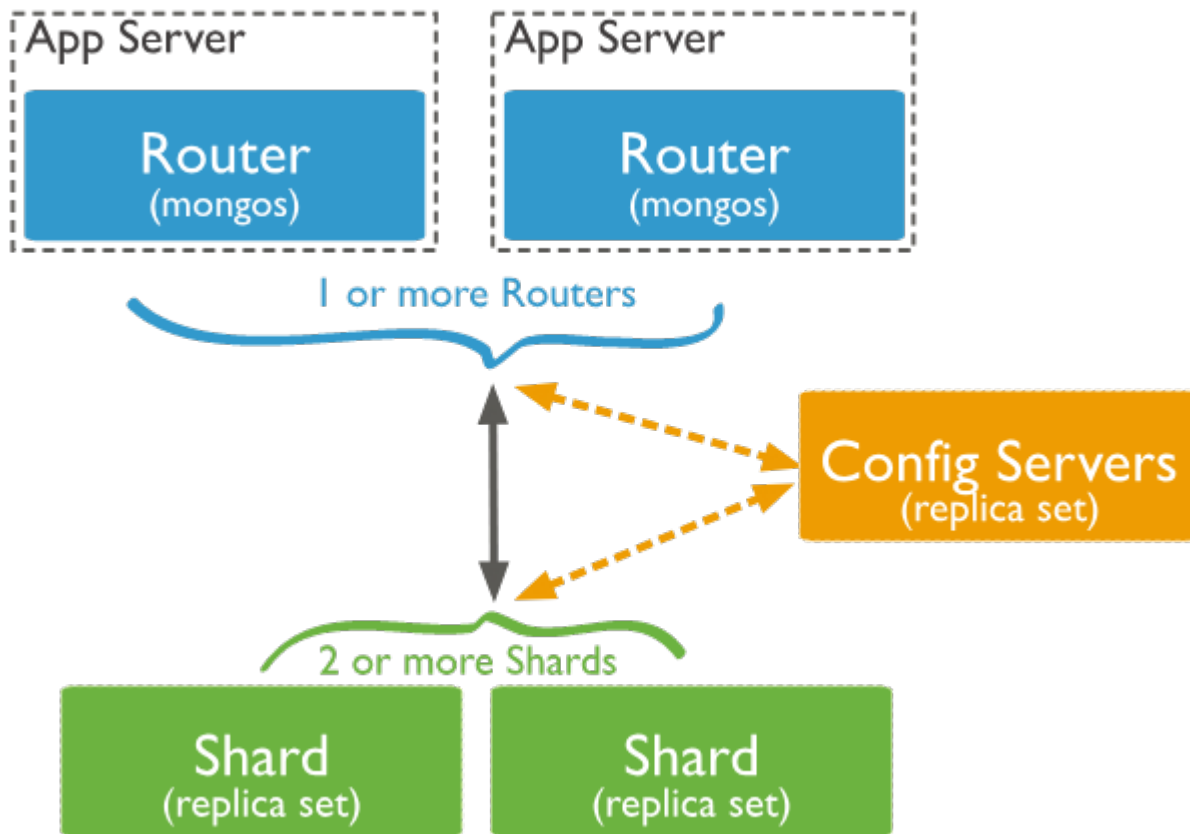 App Server
App Server
Router
(mongos)
Router
(mongos)
1 or more Routers
Config Servers
(replica set)
2 or more Shards
Shard
(replica set)
Shard
(replica set)